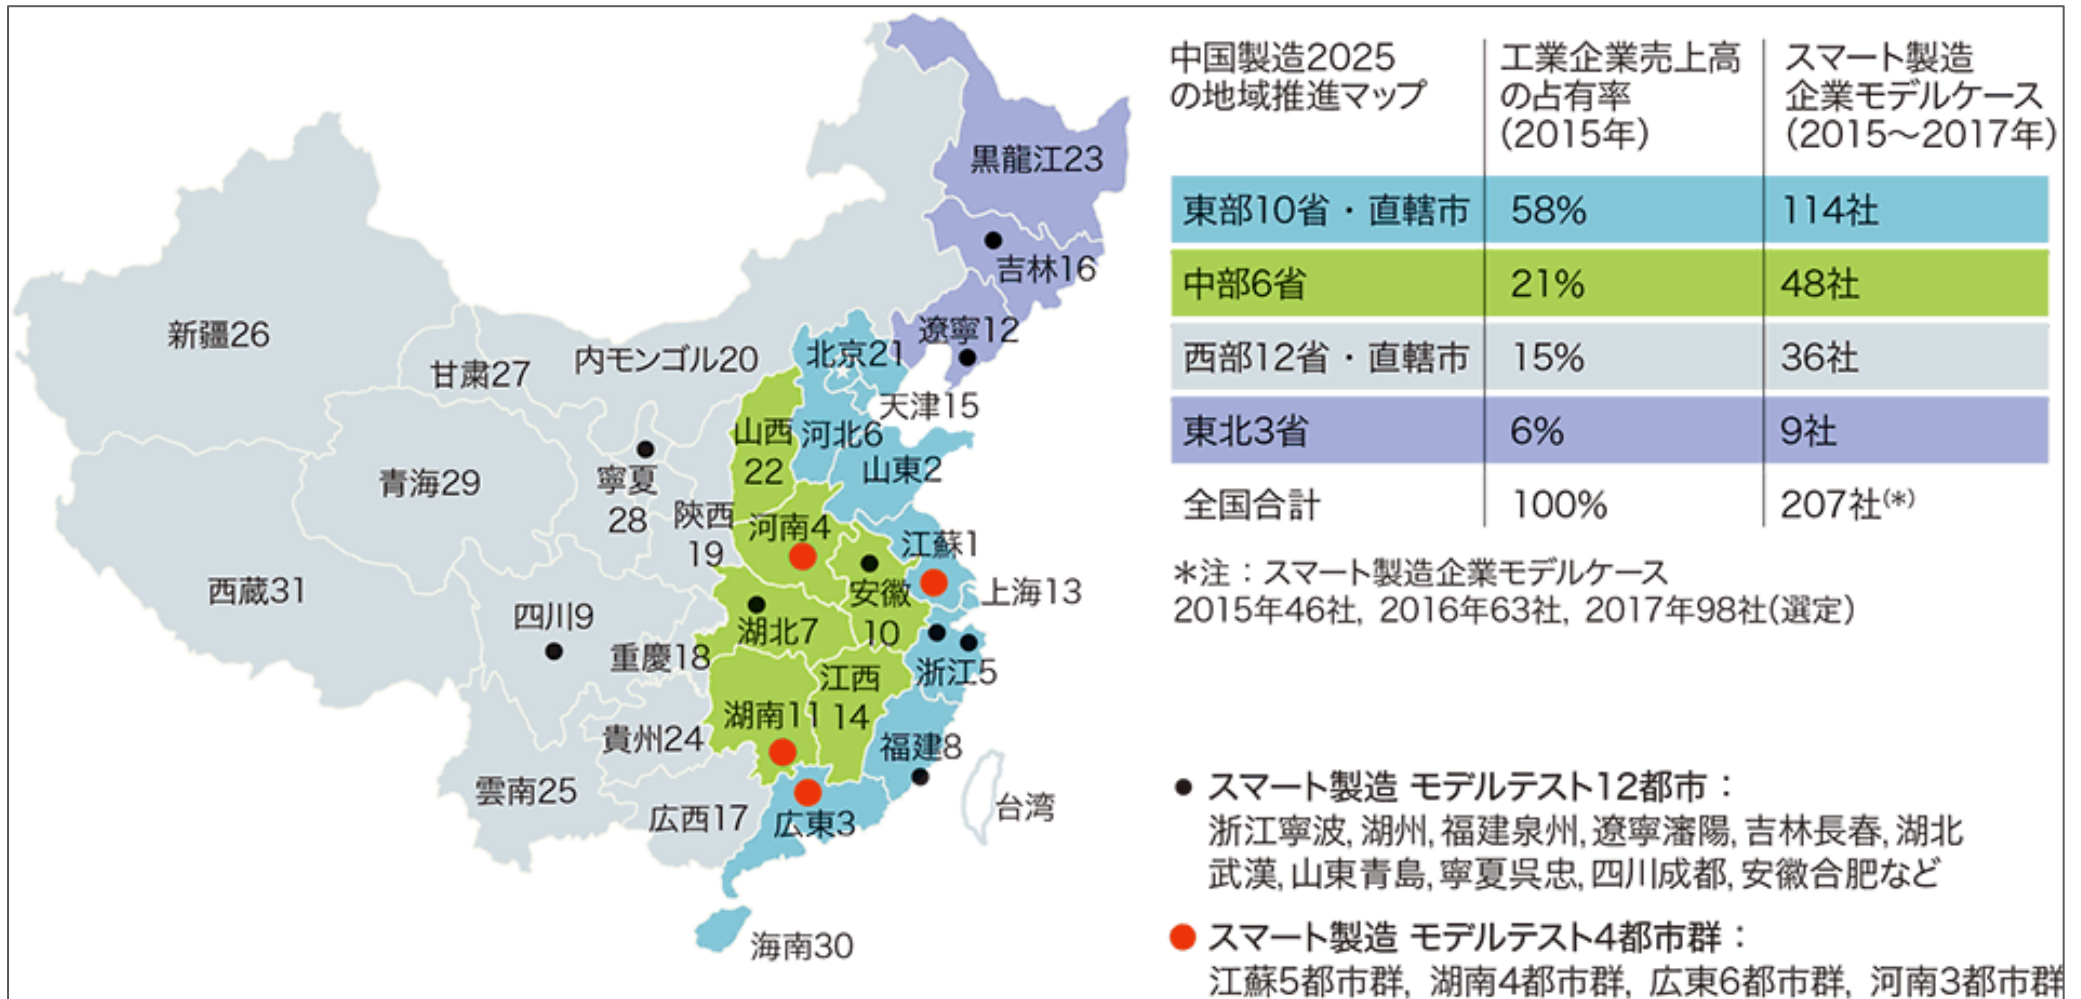 黒龍江23
吉林16
遼寧12
新疆26
甘粛27
内モンゴル20
北京21
天津15
山西
22
河北6
山東2
青海29
寧夏
28
陝西
19
河南4
江蘇1
上海13
西蔵31
四川9
安徽
10
湖北7
重慶18
浙江5
江西
14
湖南11
貴州24
福建8
雲南25
広西17
広東3
台湾
海南30
中国製造2025
の地域推進マップ
工業企業売上高
の占有率
(2015年)
スマート製造
企業モデルケース
(2015～2017年)
東部10省・直轄市 58% 114社
中部6省 21% 48社
西部12省・直轄市 15% 36社
東北3省 6% 9社
全国合計 100% 207社(*)
＊注：スマート製造企業モデルケース
2015年46社, 2016年63社, 2017年98社(選定)
● スマート製造 モデルテスト12都市：
浙江寧波, 湖州, 福建泉州, 遼寧瀋陽, 吉林長春, 湖北
武漢, 山東青島, 寧夏呉忠, 四川成都, 安徽合肥など
● スマート製造 モデルテスト4都市群：
江蘇5都市群, 湖南4都市群, 広東6都市群, 河南3都市群